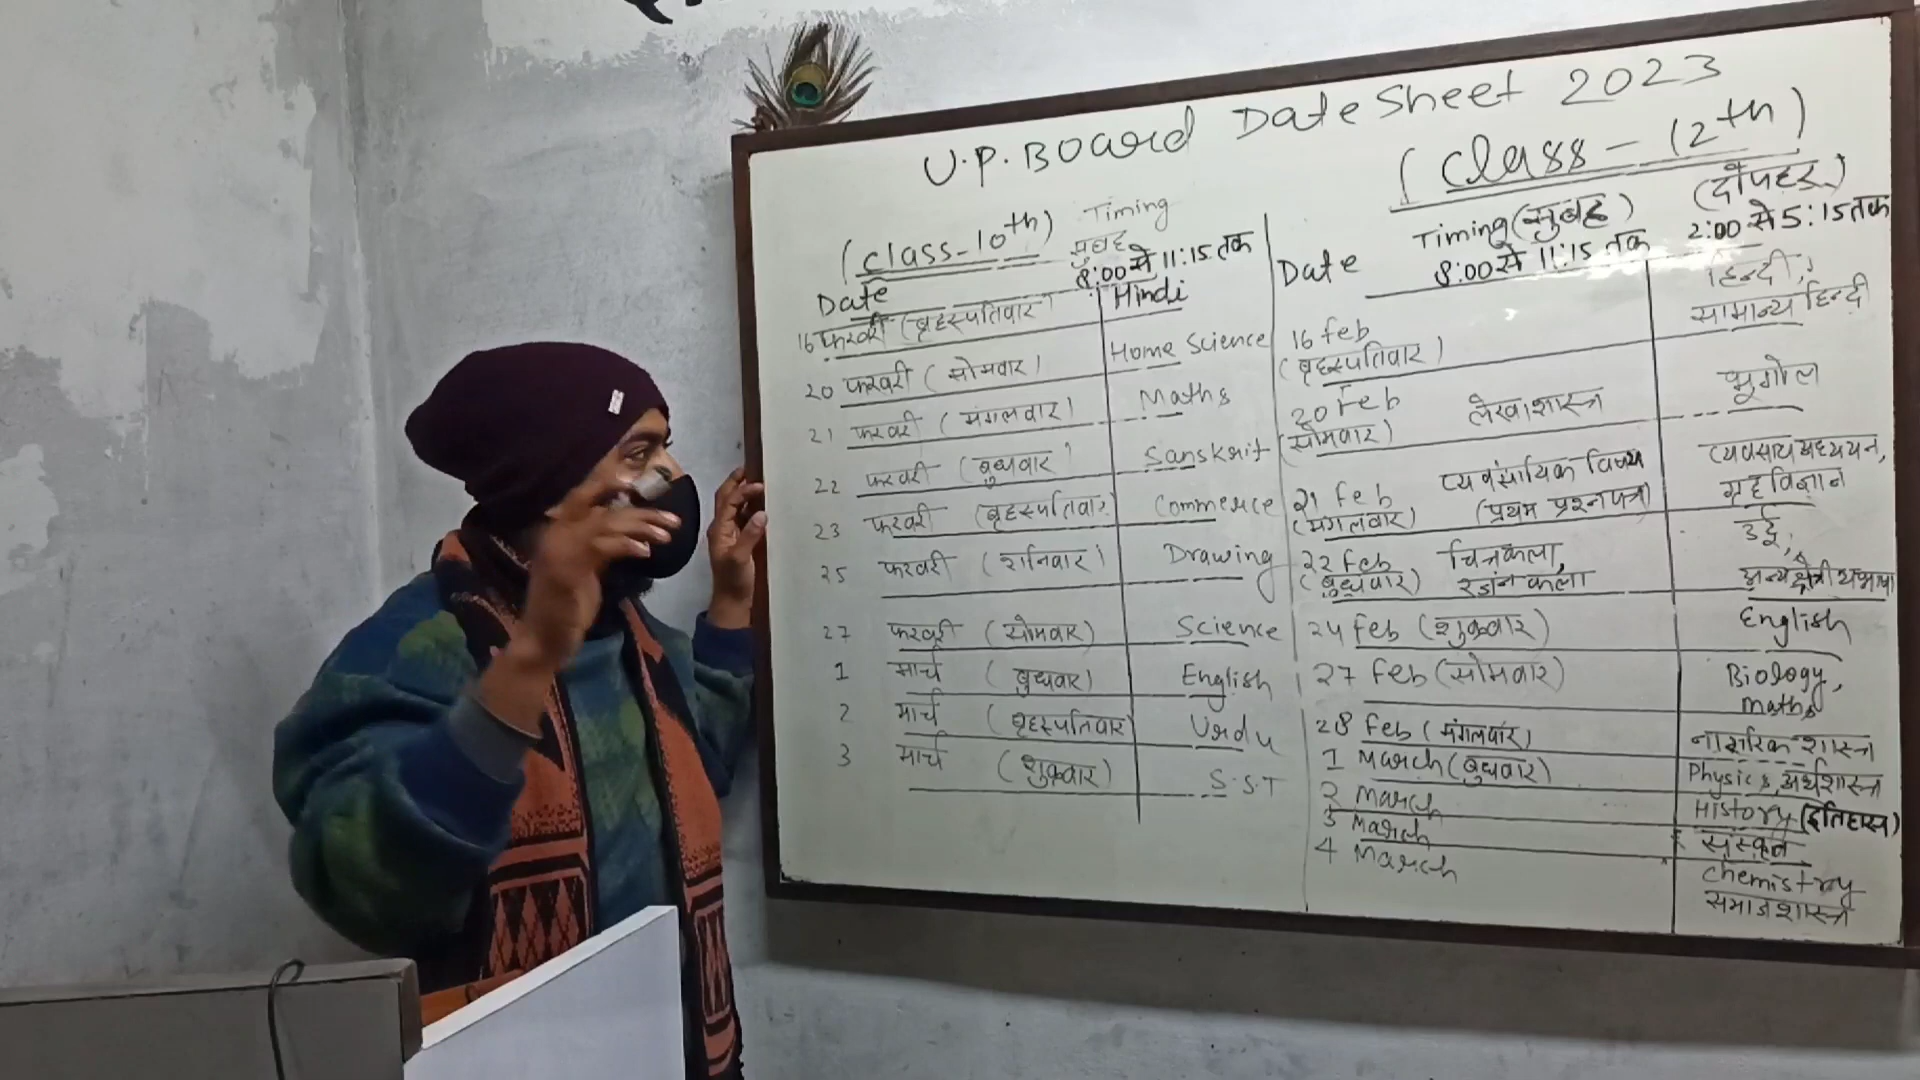 U.P. Board Date Sheet 2023
(Class-10th) Timing
सुबह
8:00 से 11:15 तक
Date
16 फरवरी (बृहस्पतिवार) Hindi
20 फरवरी (सोमवार) Home Science
21 फरवरी (मंगलवार) Maths
22 फरवरी (बुधवार) Sanskrit
23 फरवरी (बृहस्पतिवार) Commerce
25 फरवरी (शनिवार) Drawing
27 फरवरी (सोमवार) Science
1 मार्च (बुधवार) English
2 मार्च (बृहस्पतिवार) Urdu
3 मार्च (शुक्रवार) S.S.T
(Class-12th)
Date Timing (सुबह) (दोपहर)
8:00 से 11:15 तक 2:00 से 5:15 तक
16 feb हिन्दी,
(बृहस्पतिवार) सामान्य हिन्दी
20 Feb लेखाशास्त्र भूगोल
(सोमवार)
21 Feb व्यवसायिक विषय व्यवसाय अध्ययन,
(मंगलवार) (प्रथम प्रश्नपत्र) गृहविज्ञान
22 Feb चित्रकला, उर्दू,
(बुधवार) रंजनकला अन्य क्षेत्रीय भाषा
24 Feb (शुक्रवार) English
27 Feb (सोमवार) Biology,
Maths
28 Feb (मंगलवार) नागरिक शास्त्र
1 March (बुधवार) Physics, अर्थशास्त्र
2 March History (इतिहास)
3 March संस्कृत
4 March Chemistry
समाजशास्त्र